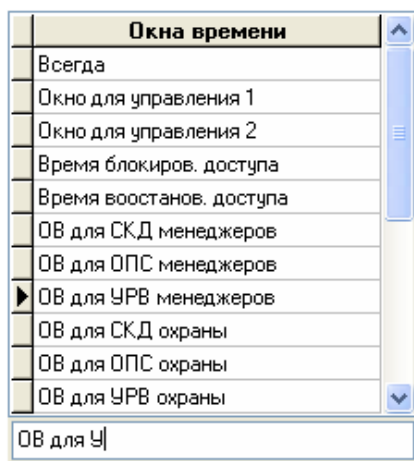 Окна времени
Всегда
Окно для управления 1
Окно для управления 2
Время блокиров. доступа
Время воостанов. доступа
ОВ для СКД менеджеров
ОВ для ОПС менеджеров
ОВ для УРВ менеджеров
ОВ для СКД охраны
ОВ для ОПС охраны
ОВ для УРВ охраны
ОВ для У